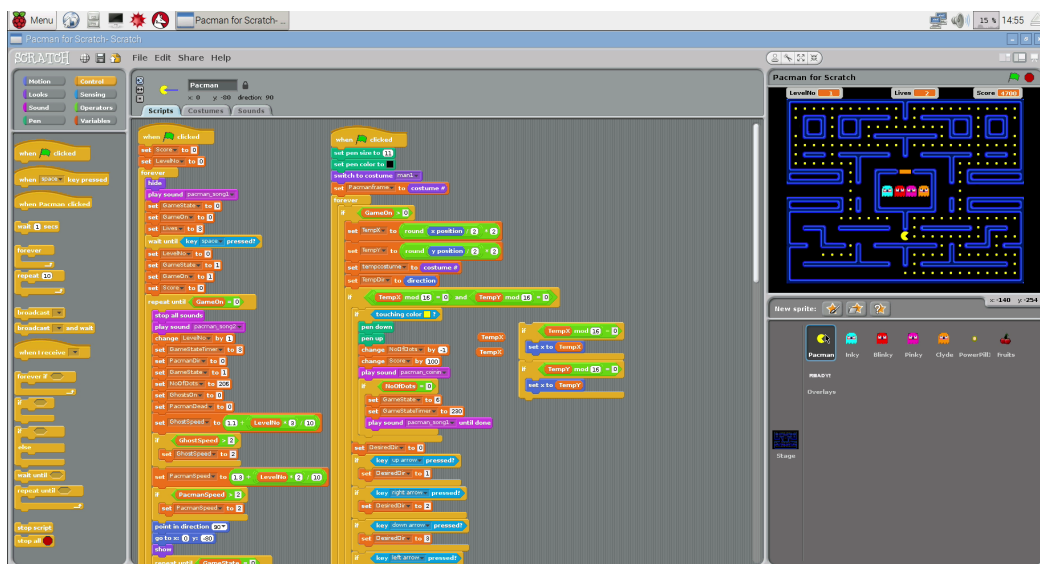 Menu
Pacman for Scratch- ...
15 %
14:55
Pacman for Scratch- Scratch
SCRATCH
File Edit Share Help
Motion
Control
Looks
Sensing
Sound
Operators
Pen
Variables
when clicked
when space key pressed
when Pacman clicked
wait 1 secs
forever
repeat 10
broadcast
broadcast and wait
when I receive
forever if
if
if
else
wait until
repeat until
stop script
stop all
Pacman
x: 0 y: -80 direction: 90
Scripts
Costumes
Sounds
when clicked
set Score to 0
set LevelNo to 0
forever
hide
play sound pacman_song1
set GameState to 0
set GameOn to 0
set Lives to 3
wait until key space pressed?
set LevelNo to 0
set GameState to 1
set GameOn to 1
set Score to 0
repeat until GameOn = 0
stop all sounds
play sound pacman_song2
change LevelNo by 1
set GameStateTimer to 3
set PacmanDir to 0
set GameState to 1
set NoOfDots to 206
set GhostsOn to 0
set PacmanDead to 0
set GhostSpeed to 1.1 + LevelNo * 2 / 10
if GhostSpeed > 2
set GhostSpeed to 2
set PacmanSpeed to 1.3 + LevelNo * 2 / 10
if PacmanSpeed > 2
set PacmanSpeed to 2
point in direction 90
go to x: 0 y: -80
show
repeat until GameState = 0
when clicked
set pen size to 11
set pen color to
switch to costume man1
set Pacmanframe to costume #
forever
if GameOn > 0
set TempX to round x position / 2 * 2
set TempY to round y position / 2 * 2
set tempcostume to costume #
set TempDir to direction
if TempX mod 16 = 0 and TempY mod 16 = 0
if touching color ?
pen down
pen up
change NoOfDots by -1
change Score by 100
play sound pacman_comin
if NoOfDots = 0
set GameState to 6
set GameStateTimer to 230
play sound pacman_song1 until done
set DesiredDir to 0
if key up arrow pressed?
set DesiredDir to 1
if key right arrow pressed?
set DesiredDir to 2
if key down arrow pressed?
set DesiredDir to 3
if key left arrow pressed?
TempX
TempX
if TempX mod 16 = 0
set x to TempX
if TempY mod 16 = 0
set x to TempY
Pacman for Scratch
LevelNo 1
Lives 2
Score 4700
x: -140 y: -254
New sprite:
Pacman
Inky
Blinky
Pinky
Clyde
PowerPill
fruits
READY!
Overlays
Stage